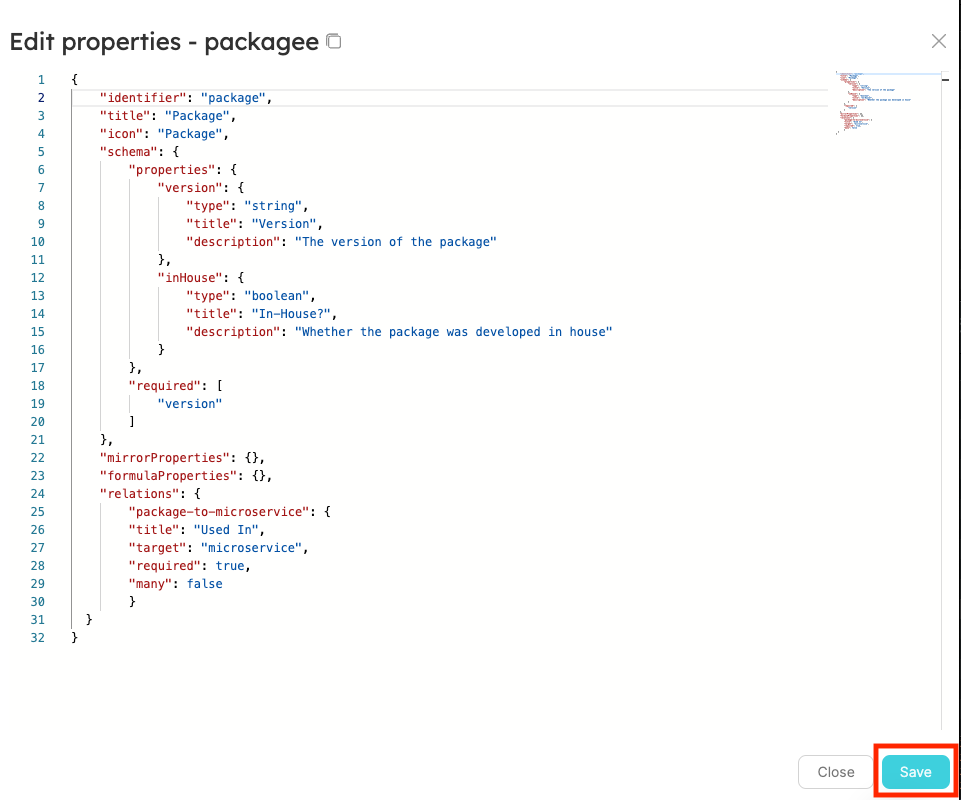 Edit properties - packagee
1 {
2 "identifier": "package",
3 "title": "Package",
4 "icon": "Package",
5 "schema": {
6 "properties": {
7 "version": {
8 "type": "string",
9 "title": "Version",
10 "description": "The version of the package"
11 },
12 "inHouse": {
13 "type": "boolean",
14 "title": "In-House?",
15 "description": "Whether the package was developed in house"
16 }
17 },
18 "required": [
19 "version"
20 ]
21 },
22 "mirrorProperties": {},
23 "formulaProperties": {},
24 "relations": {
25 "package-to-microservice": {
26 "title": "Used In",
27 "target": "microservice",
28 "required": true,
29 "many": false
30 }
31 }
32 }
Close Save